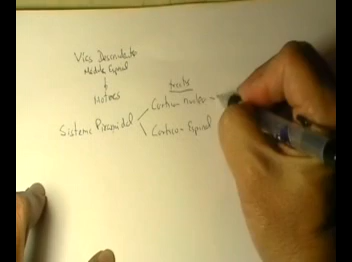 Vias Descendentes
Medula Espinal
Motoras
tracto
Sistema Piramidal
Cortico nuclear
Cortico - Espinal